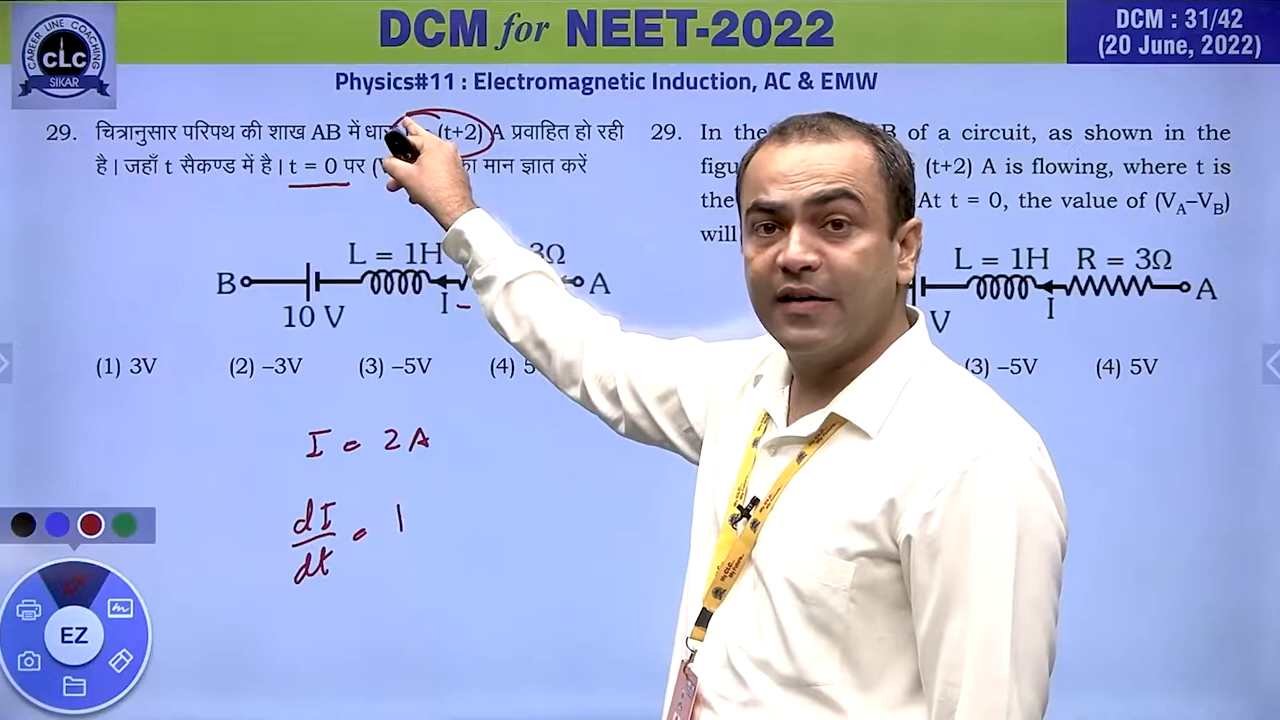 CAREER LINE COACHING
CLC
SIKAR
DCM for NEET-2022
DCM : 31/42
(20 June, 2022)
Physics#11 : Electromagnetic Induction, AC & EMW
29. चित्रानुसार परिपथ की शाख AB में (t+2) A प्रवाहित हो रही
है। जहाँ t सैकण्ड में है। t = 0 पर का मान ज्ञात करें
L = 1H 3Ω
B A
10 V I
(1) 3V (2) –3V (3) –5V (4) 5
I = 2A
dI/dt = 1
29. In the of a circuit, as shown in the
(t+2) A is flowing, where t is
the At t = 0, the value of (VA–VB)
will
L = 1H R = 3Ω
A
V I
(3) –5V (4) 5V
EZ